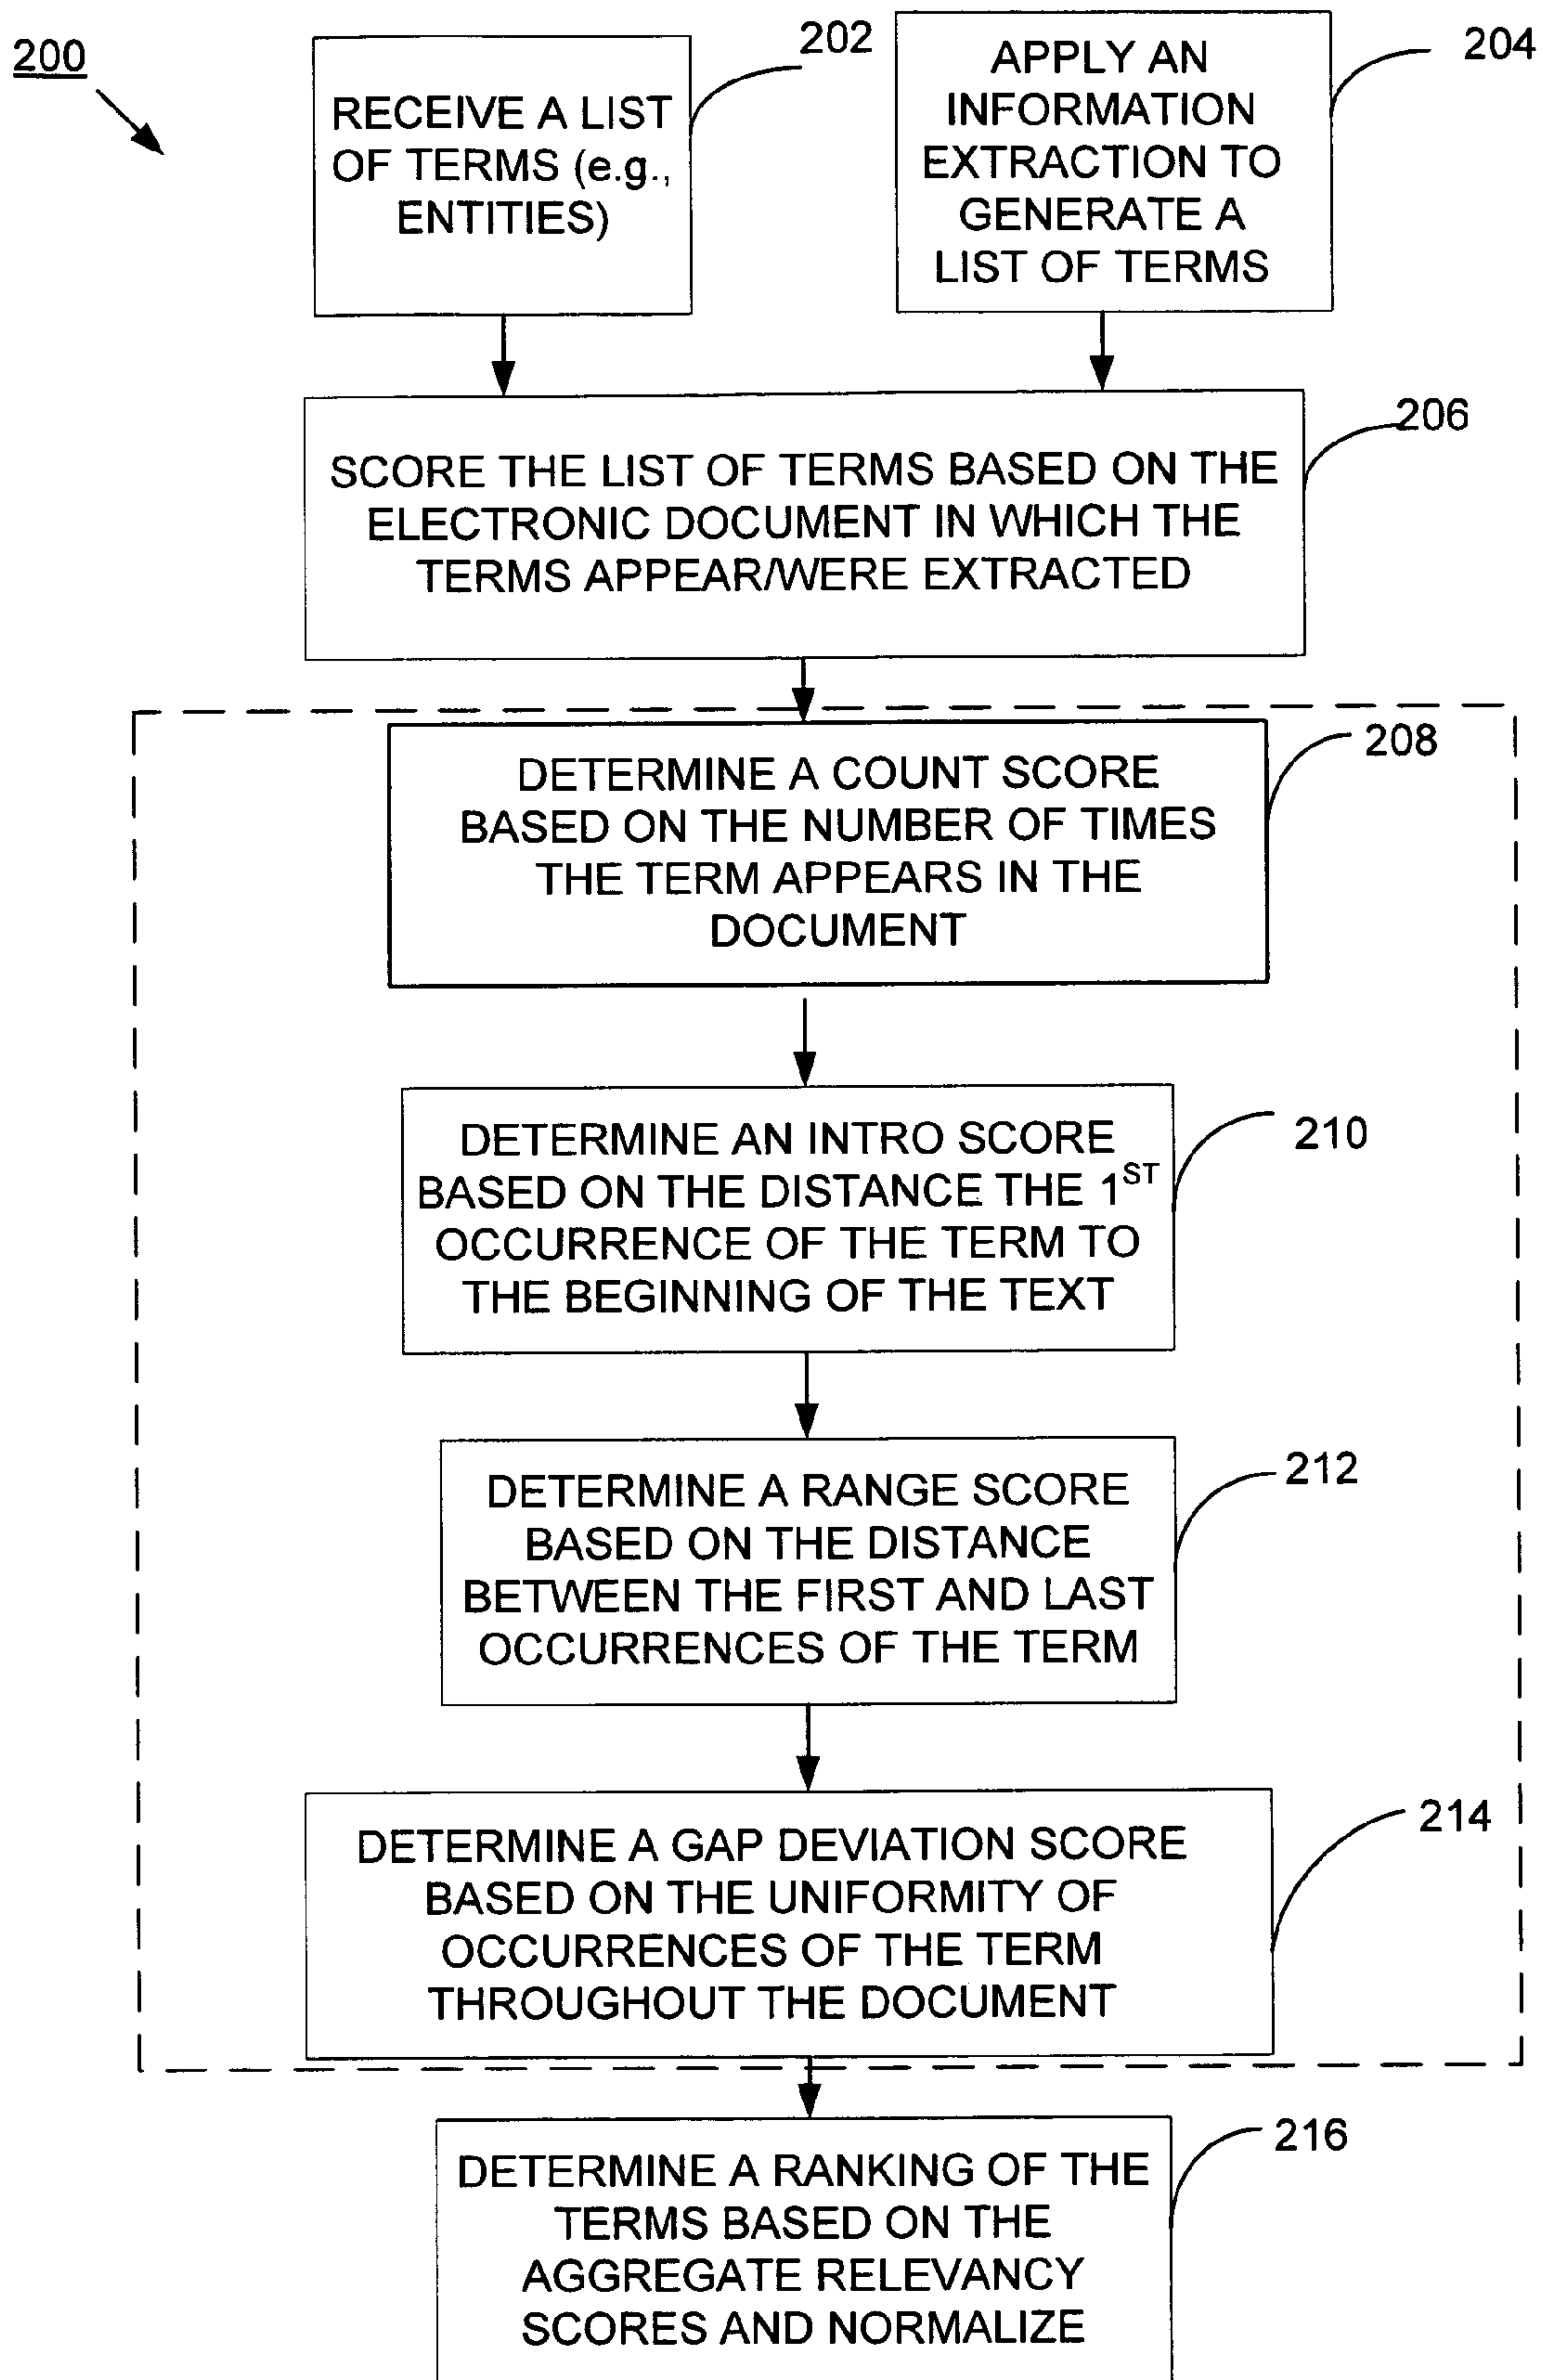 200
202
RECEIVE A LIST
OF TERMS (e.g.,
ENTITIES)
204
APPLY AN
INFORMATION
EXTRACTION TO
GENERATE A
LIST OF TERMS
206
SCORE THE LIST OF TERMS BASED ON THE
ELECTRONIC DOCUMENT IN WHICH THE
TERMS APPEAR/WERE EXTRACTED
208
DETERMINE A COUNT SCORE
BASED ON THE NUMBER OF TIMES
THE TERM APPEARS IN THE
DOCUMENT
210
DETERMINE AN INTRO SCORE
BASED ON THE DISTANCE THE 1ST
OCCURRENCE OF THE TERM TO
THE BEGINNING OF THE TEXT
212
DETERMINE A RANGE SCORE
BASED ON THE DISTANCE
BETWEEN THE FIRST AND LAST
OCCURRENCES OF THE TERM
214
DETERMINE A GAP DEVIATION SCORE
BASED ON THE UNIFORMITY OF
OCCURRENCES OF THE TERM
THROUGHOUT THE DOCUMENT
216
DETERMINE A RANKING OF THE
TERMS BASED ON THE
AGGREGATE RELEVANCY
SCORES AND NORMALIZE